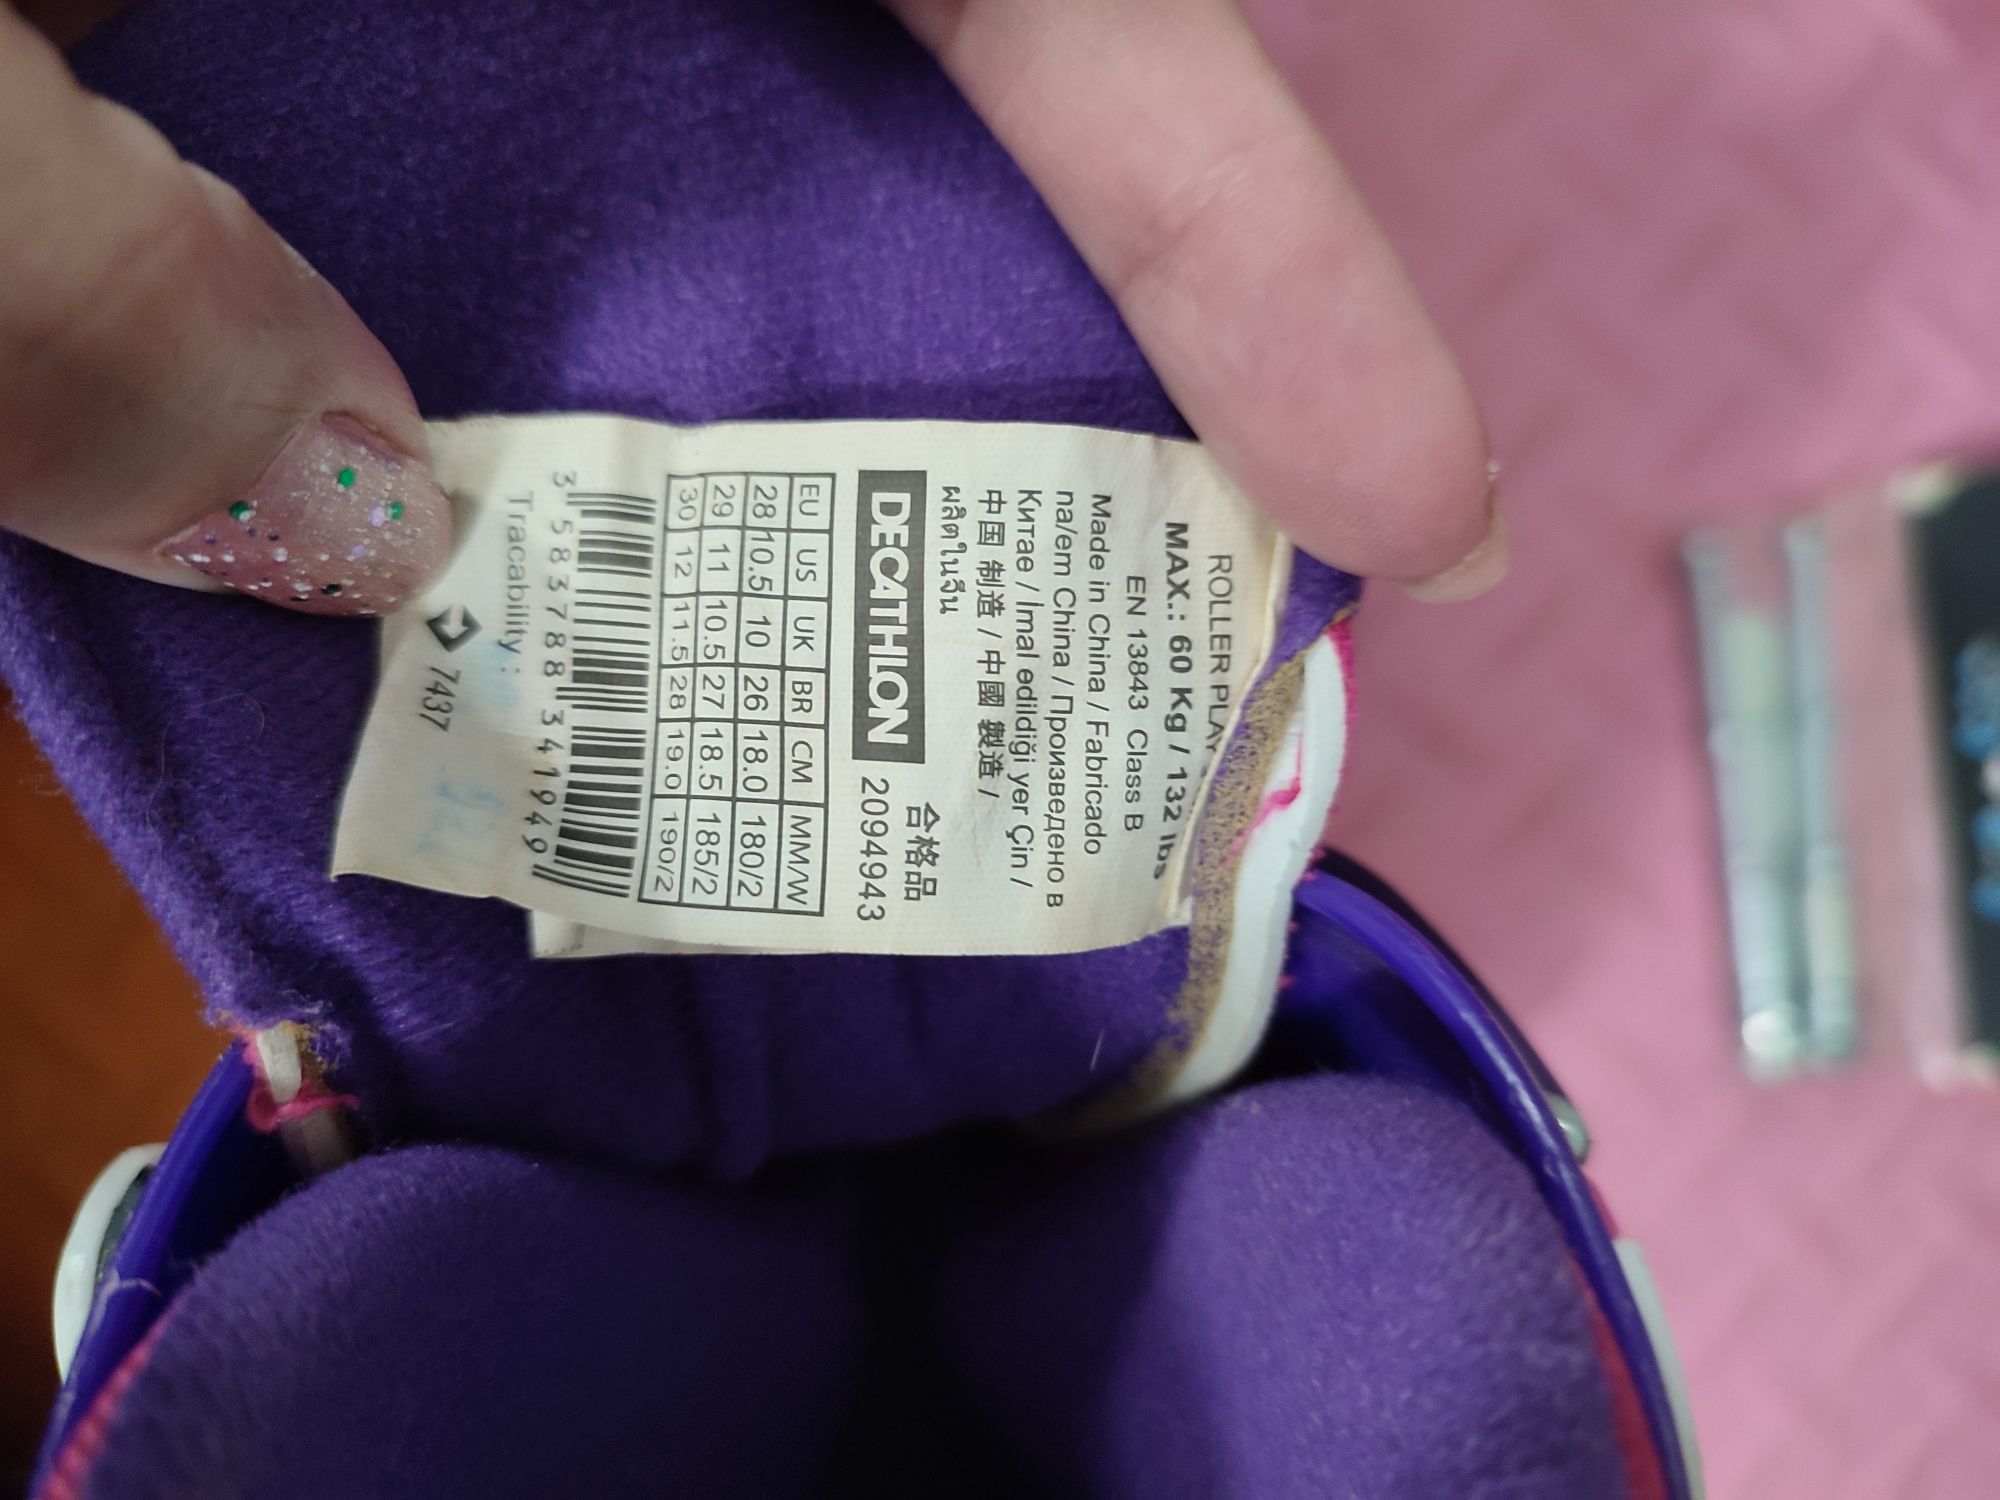 ROLLER PLAY
MAX.: 60 Kg / 132 lbs
EN 13843 Class B
Made in China / Fabricado
na/em China / Произведено в
Китае / İmal edildiği yer Çin /
中国 制造 / 中國 製造 /
ผลิตในจีน
合格品
DECATHLON 2094943
EU US UK BR CM MM/W
28 10.5 10 26 18.0 180/2
29 11 10.5 27 18.5 185/2
30 12 11.5 28 19.0 190/2
3 583788 341949
Tracability :
7437